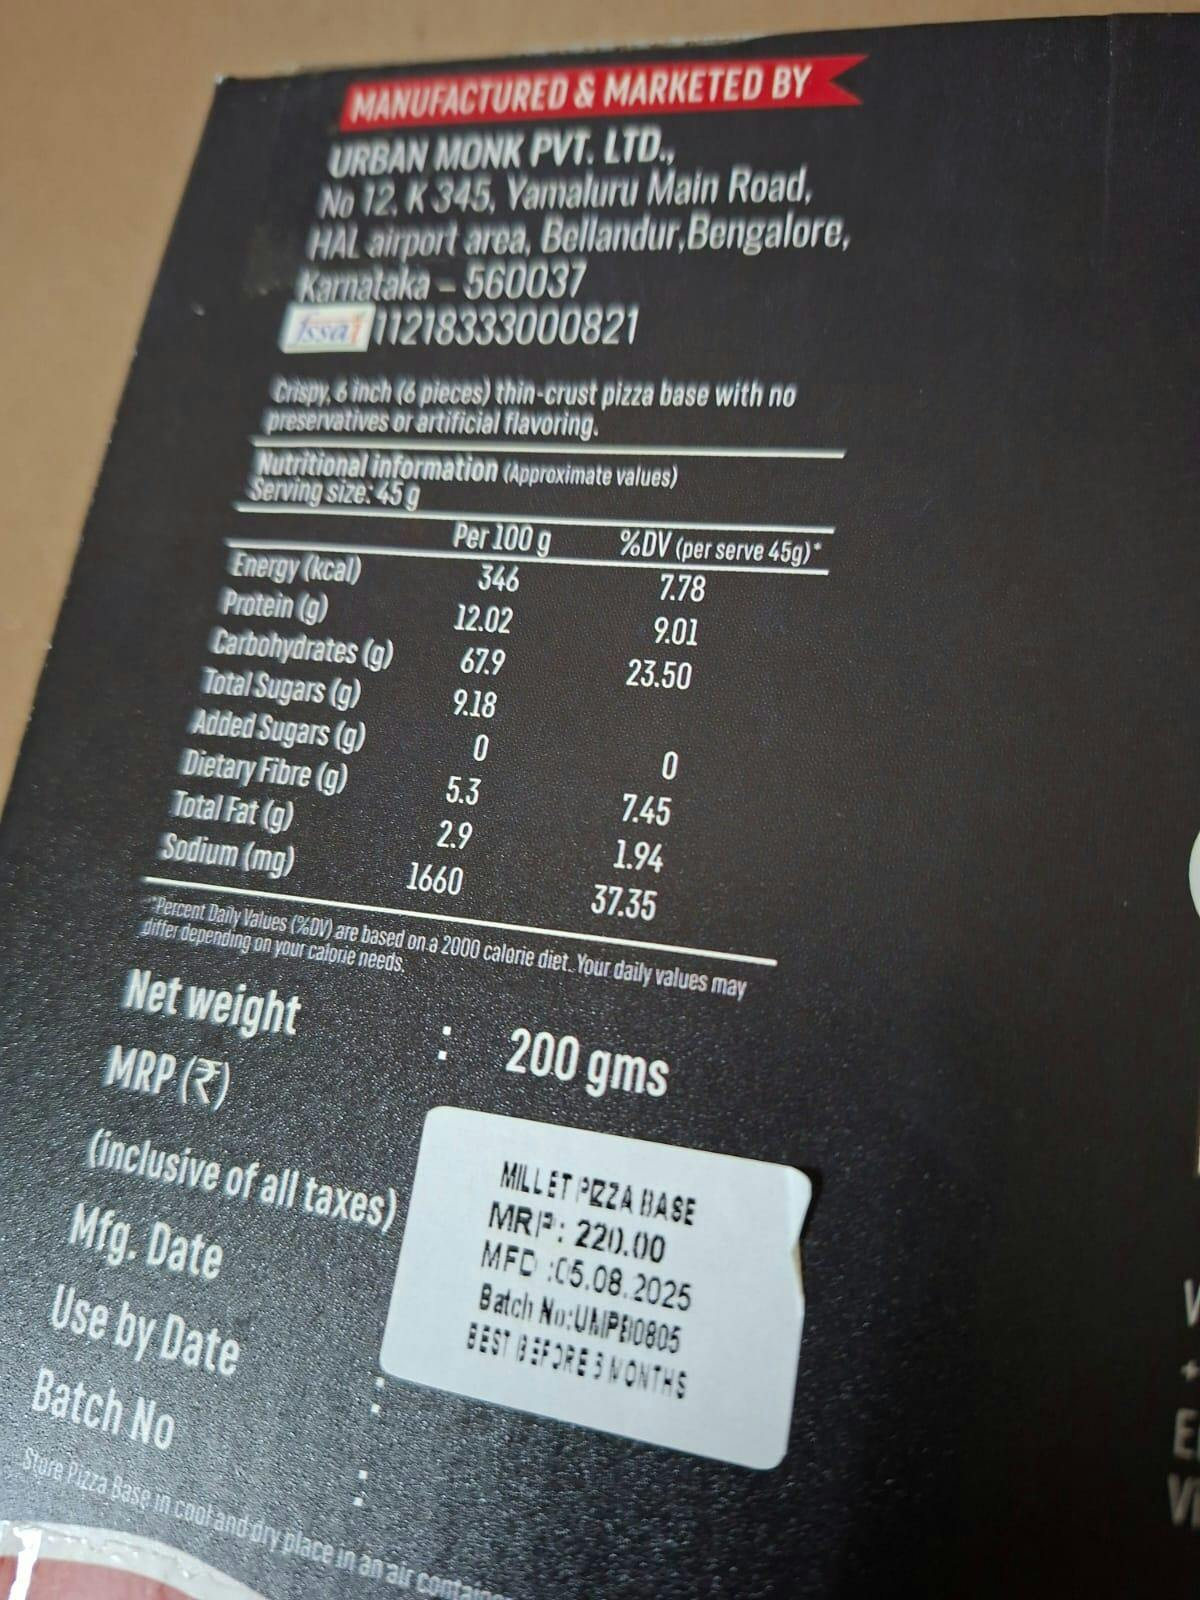 MANUFACTURED & MARKETED BY
URBAN MONK PVT. LTD.,
No 12, K 345, Yamaluru Main Road,
HAL airport area, Bellandur,Bengalore,
Karnataka – 560037
fssai 11218333000821
Crispy, 6 inch (6 pieces) thin-crust pizza base with no
preservatives or artificial flavoring.
Nutritional information (Approximate values)
Serving size: 45 g
Per 100 g %DV (per serve 45g)*
Energy (kcal) 346 7.78
Protein (g) 12.02 9.01
Carbohydrates (g) 67.9 23.50
Total Sugars (g) 9.18
Added Sugars (g) 0 0
Dietary Fibre (g) 5.3 7.45
Total Fat (g) 2.9 1.94
Sodium (mg) 1660 37.35
*Percent Daily Values (%DV) are based on a 2000 calorie diet. Your daily values may
differ depending on your calorie needs.
Net weight : 200 gms
MRP (₹)
(inclusive of all taxes)
Mfg. Date
Use by Date :
Batch No :
MILLET PIZZA BASE
MRP: 220.00
MFD :05.08.2025
Batch No:UMPB0805
BEST BEFORE 3 MONTHS
Store Pizza Base in cool and dry place in an air